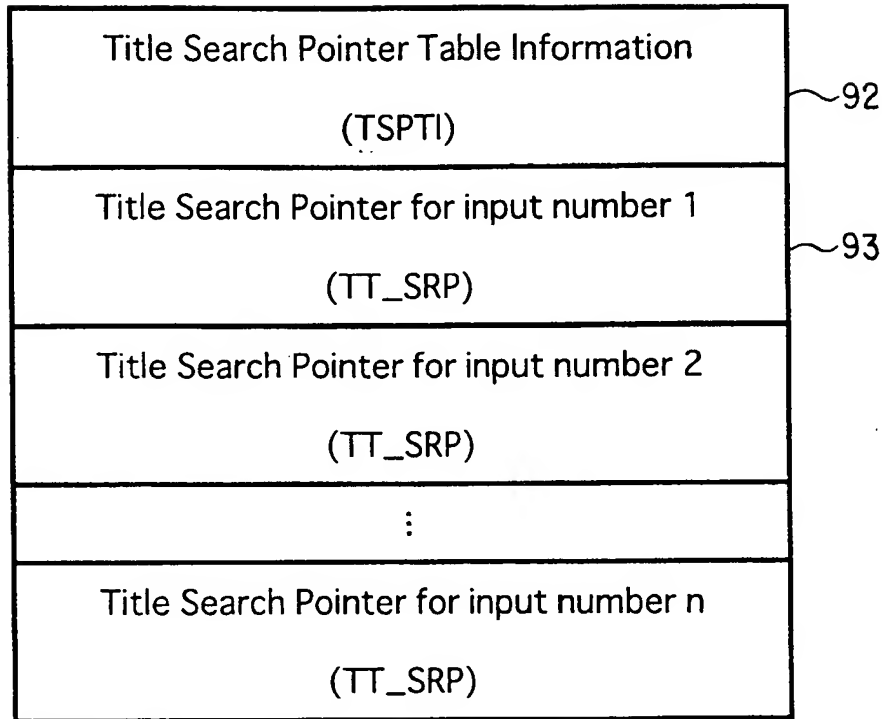 Title Search Pointer Table Information
(TSPTI)
92
Title Search Pointer for input number 1
(TT_SRP)
93
Title Search Pointer for input number 2
(TT_SRP)
⋮
Title Search Pointer for input number n
(TT_SRP)